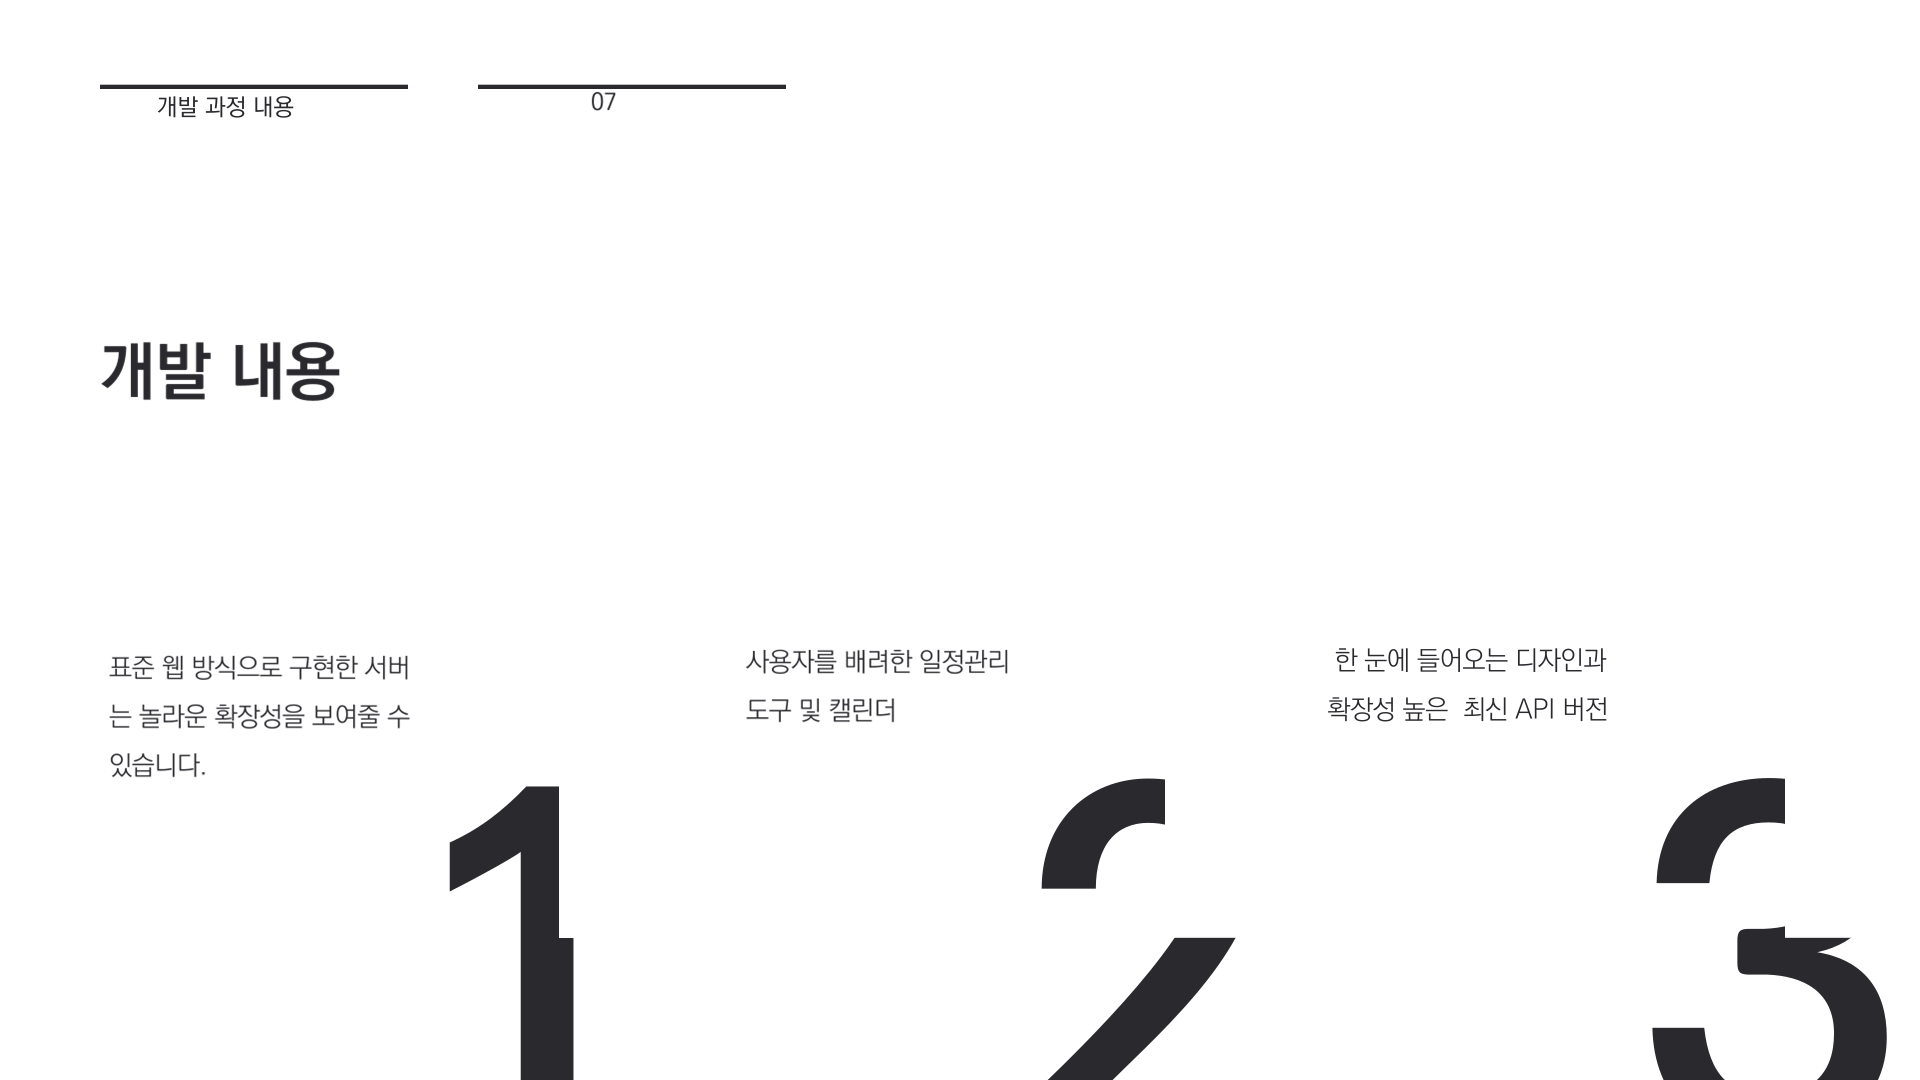 개발 과정 내용
07
개발 내용
표준 웹 방식으로 구현한 서버
는 놀라운 확장성을 보여줄 수
있습니다.
1
사용자를 배려한 일정관리
도구 및 캘린더
2
한 눈에 들어오는 디자인과
확장성 높은  최신 API 버전
3